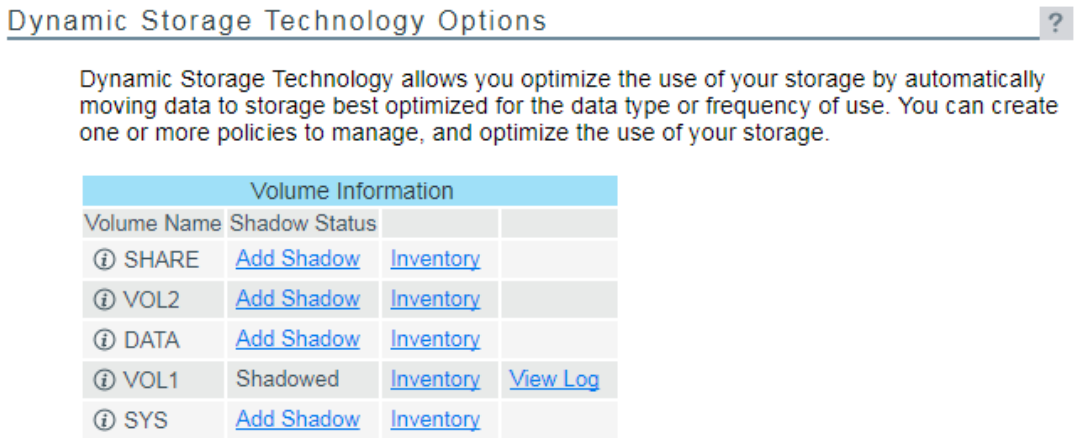 Dynamic Storage Technology Options ?
Dynamic Storage Technology allows you optimize the use of your storage by automatically
moving data to storage best optimized for the data type or frequency of use. You can create
one or more policies to manage, and optimize the use of your storage.
Volume Information
Volume Name Shadow Status
i SHARE Add Shadow Inventory
i VOL2 Add Shadow Inventory
i DATA Add Shadow Inventory
i VOL1 Shadowed Inventory View Log
i SYS Add Shadow Inventory